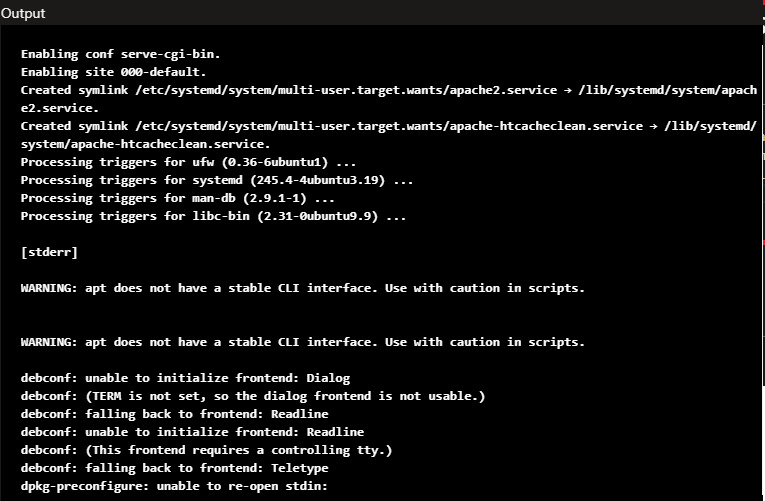 Output
Enabling conf serve-cgi-bin.
Enabling site 000-default.
Created symlink /etc/systemd/system/multi-user.target.wants/apache2.service → /lib/systemd/system/apach
e2.service.
Created symlink /etc/systemd/system/multi-user.target.wants/apache-htcacheclean.service → /lib/systemd/
system/apache-htcacheclean.service.
Processing triggers for ufw (0.36-6ubuntu1) ...
Processing triggers for systemd (245.4-4ubuntu3.19) ...
Processing triggers for man-db (2.9.1-1) ...
Processing triggers for libc-bin (2.31-0ubuntu9.9) ...
[stderr]
WARNING: apt does not have a stable CLI interface. Use with caution in scripts.
WARNING: apt does not have a stable CLI interface. Use with caution in scripts.
debconf: unable to initialize frontend: Dialog
debconf: (TERM is not set, so the dialog frontend is not usable.)
debconf: falling back to frontend: Readline
debconf: unable to initialize frontend: Readline
debconf: (This frontend requires a controlling tty.)
debconf: falling back to frontend: Teletype
dpkg-preconfigure: unable to re-open stdin: